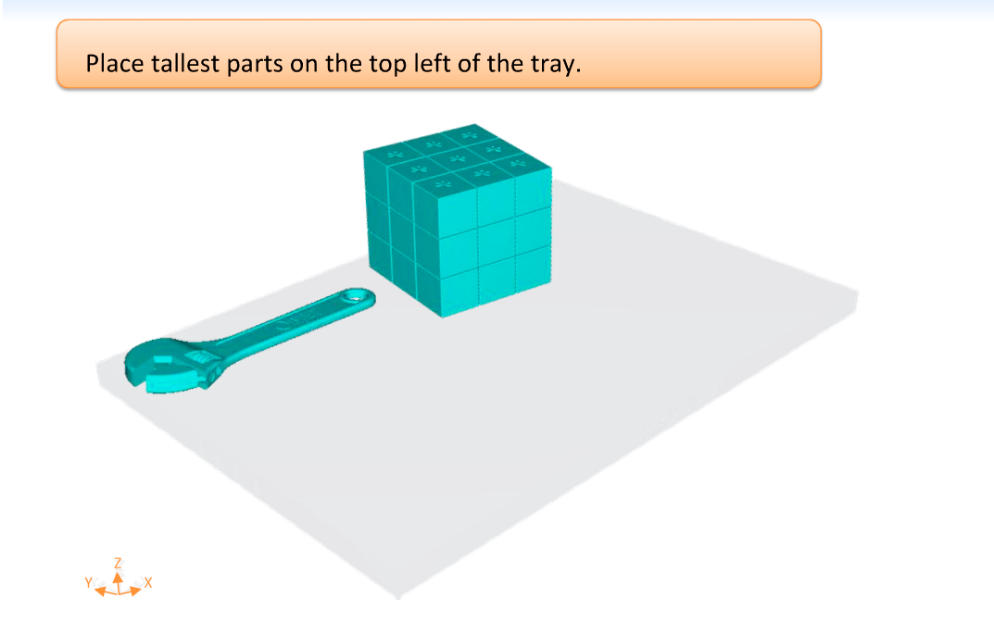 Place tallest parts on the top left of the tray.
Z
Y X